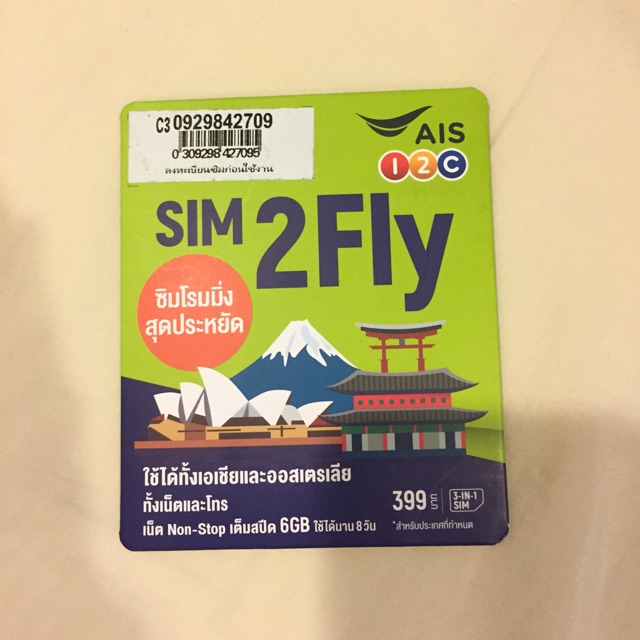 C3 0929842709
0 309298 427095
ลงทะเบียนซิมก่อนใช้งาน
AIS
12C
SIM 2Fly
ซิมโรมมิ่ง
สุดประหยัด
ใช้ได้ทั้งเอเชียและออสเตรเลีย
ทั้งเน็ตและโทร
เน็ต Non-Stop เต็มสปีด 6GB ใช้ได้นาน 8 วัน
399 บาท
3-IN-1
SIM
*สำหรับประเทศที่กำหนด